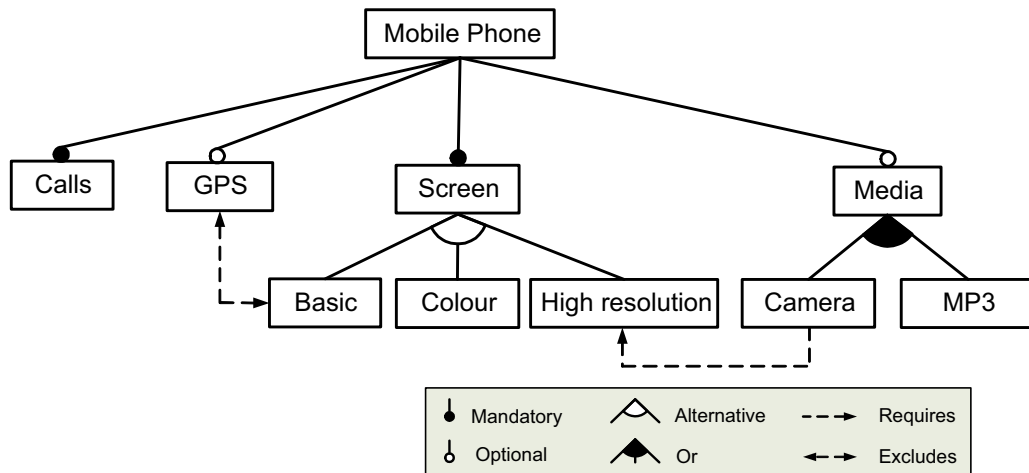 Mobile Phone
Calls
GPS
Screen
Media
Basic
Colour
High resolution
Camera
MP3
Mandatory
Alternative
Requires
Optional
Or
Excludes